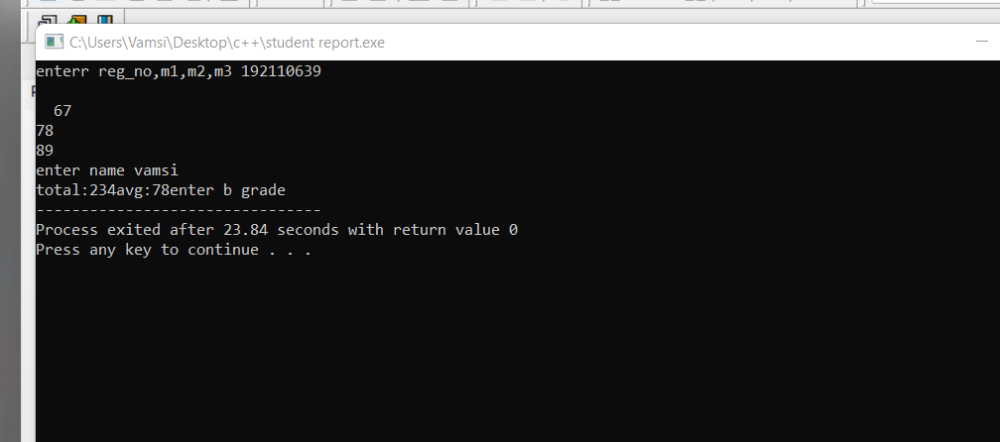 C:\Users\Vamsi\Desktop\c++\student report.exe
enterr reg_no,m1,m2,m3 192110639
67
78
89
enter name vamsi
total:234avg:78enter b grade
--------------------------------
Process exited after 23.84 seconds with return value 0
Press any key to continue . . .